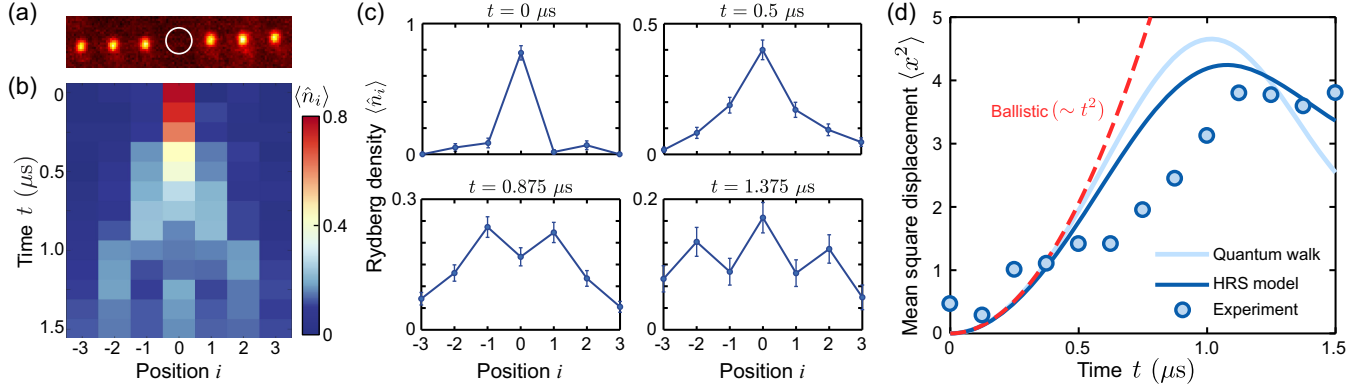 (a)
(b)
⟨n̂ᵢ⟩
0
0.5
1.0
1.5
Time t (μs)
0.8
0.4
0
-3 -2 -1 0 1 2 3
Position i
(c)
Rydberg density ⟨n̂ᵢ⟩
t = 0 μs
1
0
t = 0.5 μs
0.5
0
t = 0.875 μs
0.3
0
-3 -2 -1 0 1 2 3
Position i
t = 1.375 μs
0.2
0
-3 -2 -1 0 1 2 3
Position i
(d)
Mean square displacement ⟨x²⟩
5
4
3
2
1
0
Ballistic (∼ t²)
Quantum walk
HRS model
Experiment
0 0.5 1.0 1.5
Time t (μs)